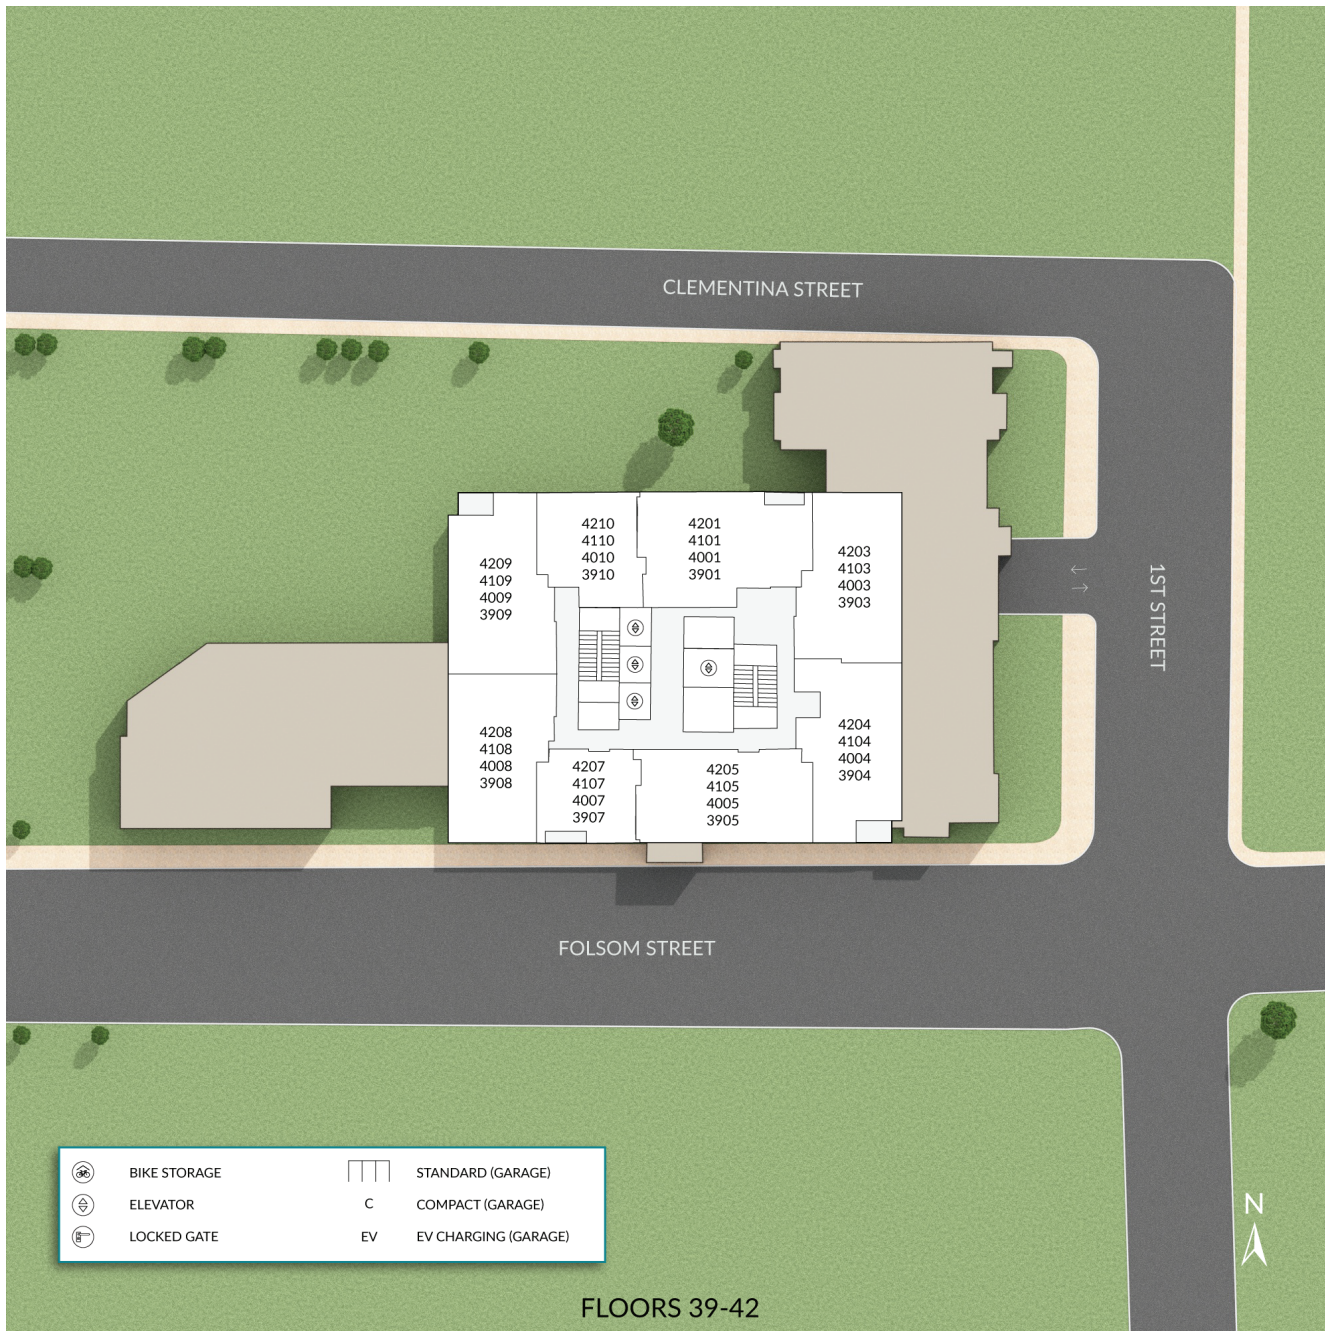 CLEMENTINA STREET
4210
4110
4010
3910
4201
4101
4001
3901
4209
4109
4009
3909
4203
4103
4003
3903
1ST STREET
4208
4108
4008
3908
4207
4107
4007
3907
4205
4105
4005
3905
4204
4104
4004
3904
FOLSOM STREET
BIKE STORAGE
ELEVATOR
LOCKED GATE
STANDARD (GARAGE)
C COMPACT (GARAGE)
EV EV CHARGING (GARAGE)
N
FLOORS 39-42